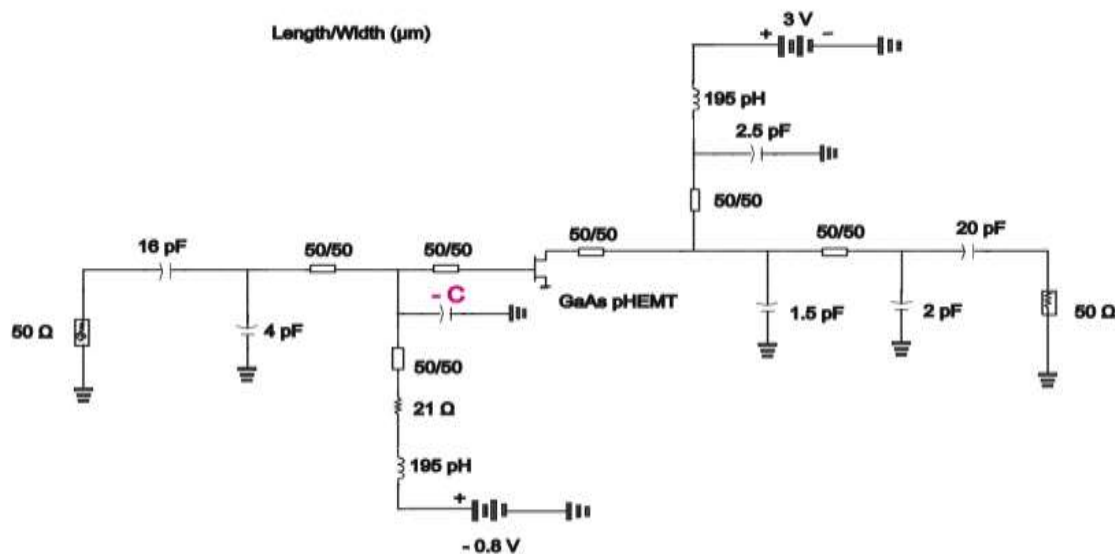 Length/Width (μm)
+ 3 V -
195 pH
2.5 pF
50/50
16 pF
50/50
50/50
50/50
50/50
20 pF
- C
GaAs pHEMT
50 Ω
4 pF
1.5 pF
2 pF
50 Ω
50/50
21 Ω
195 pH
+
- 0.8 V